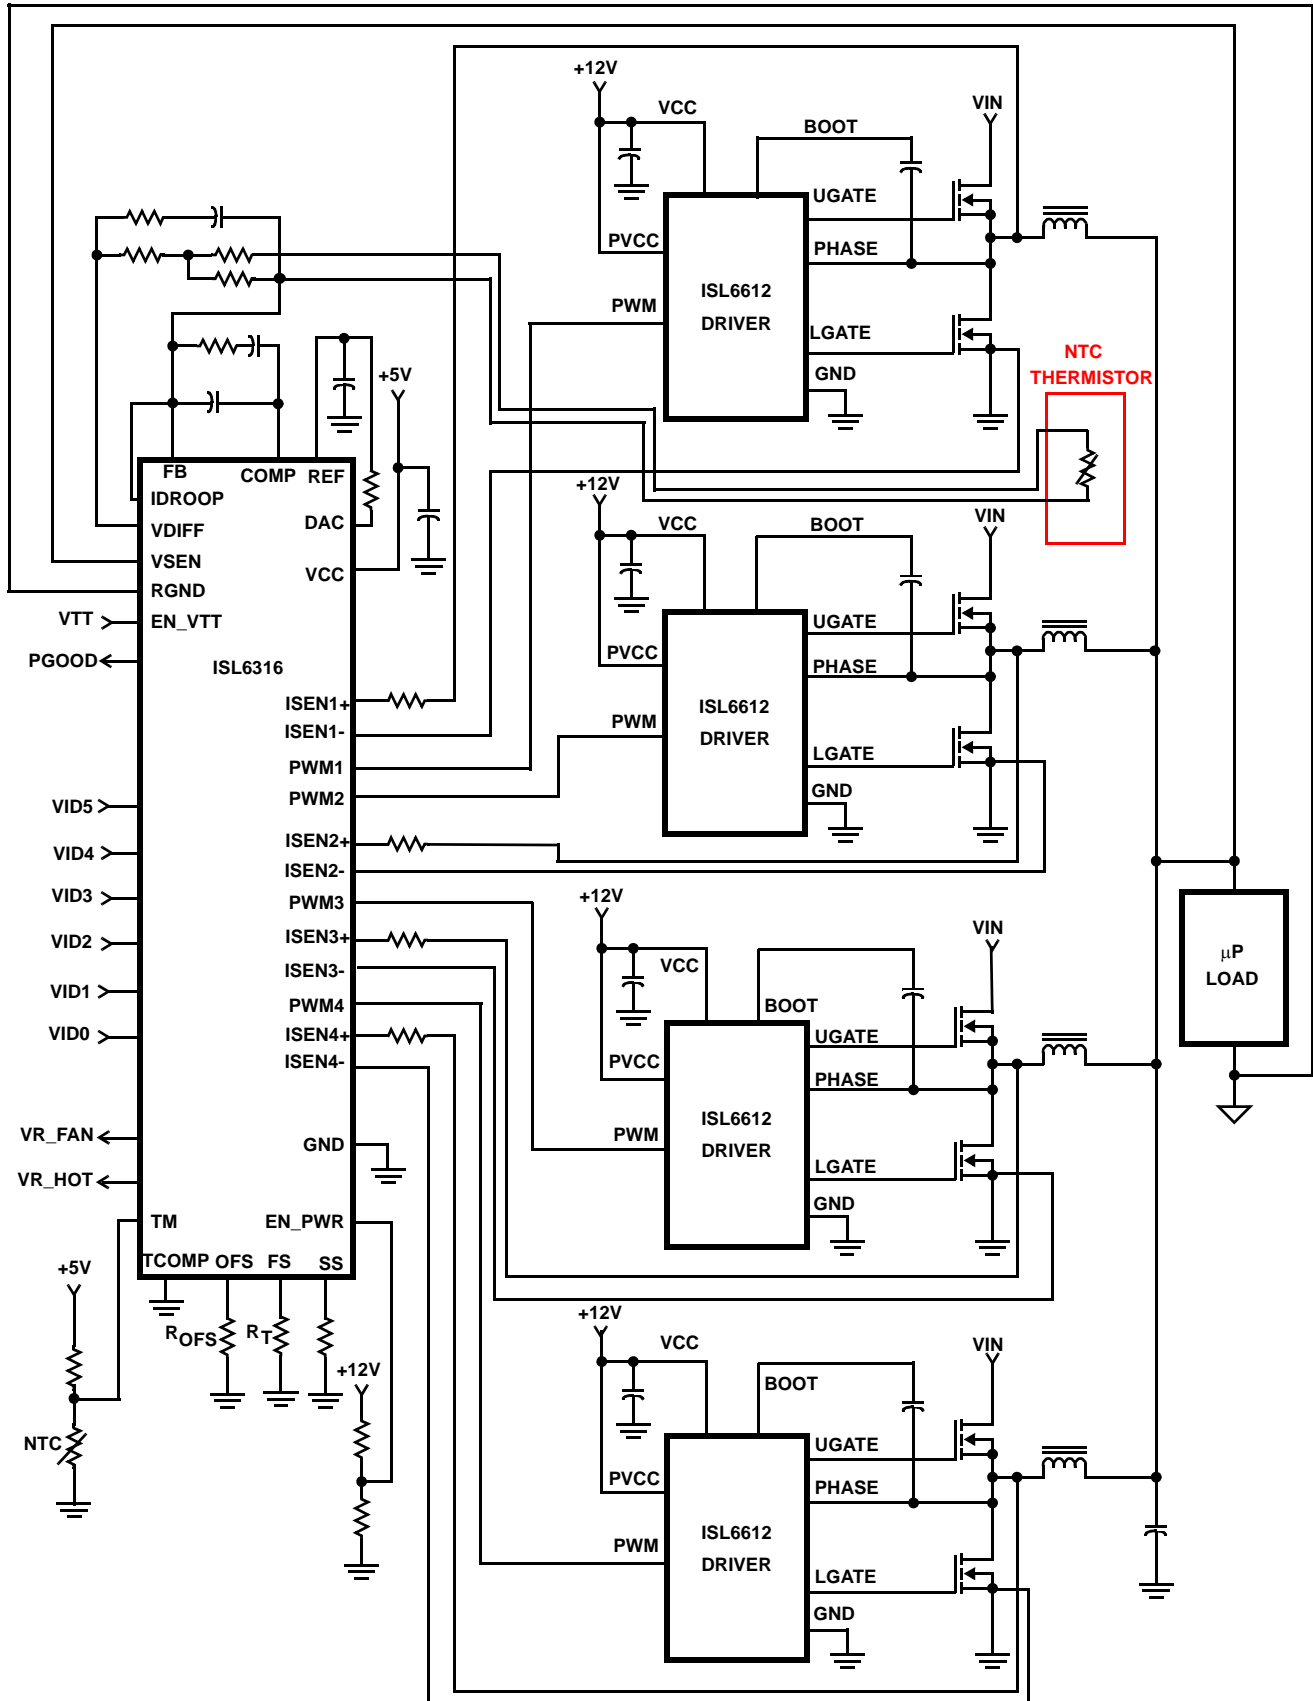 +12V
VCC
VIN
BOOT
UGATE
PVCC
PHASE
ISL6612
DRIVER
PWM
LGATE
GND
NTC
THERMISTOR
+5V
FB
COMP
REF
IDROOP
DAC
VDIFF
VSEN
VCC
RGND
VTT
EN_VTT
PGOOD
ISL6316
ISEN1+
ISEN1-
PWM1
PWM2
VID5
ISEN2+
VID4
ISEN2-
VID3
PWM3
ISEN3+
VID2
ISEN3-
VID1
PWM4
VID0
ISEN4+
ISEN4-
VR_FAN
GND
VR_HOT
TM
EN_PWR
TCOMP
OFS
FS
SS
+5V
ROFS
RT
+12V
NTC
+12V
VCC
BOOT
VIN
UGATE
PVCC
PHASE
ISL6612
DRIVER
PWM
LGATE
GND
+12V
VCC
VIN
BOOT
UGATE
PVCC
PHASE
ISL6612
DRIVER
PWM
LGATE
GND
µP
LOAD
+12V
VCC
VIN
BOOT
UGATE
PVCC
PHASE
ISL6612
DRIVER
PWM
LGATE
GND